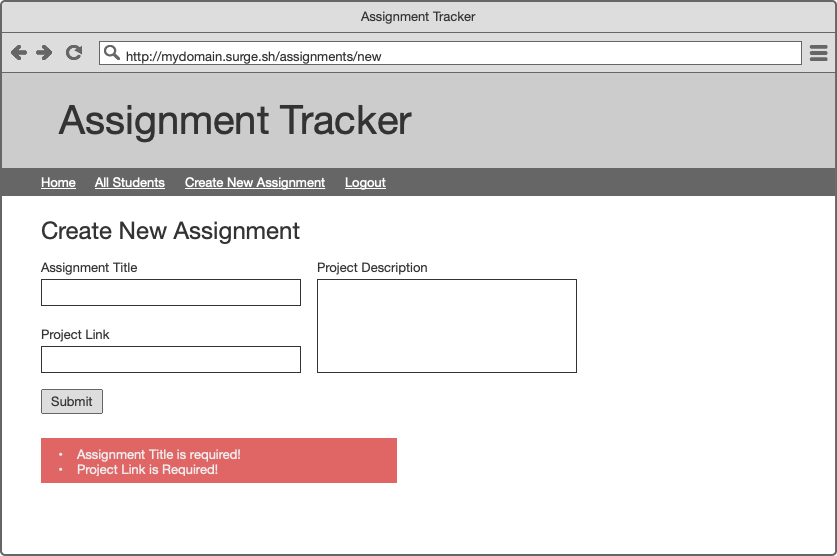 Assignment Tracker
http://mydomain.surge.sh/assignments/new
Assignment Tracker
Home All Students Create New Assignment Logout
Create New Assignment
Assignment Title Project Description
Project Link
Submit
• Assignment Title is required!
• Project Link is Required!